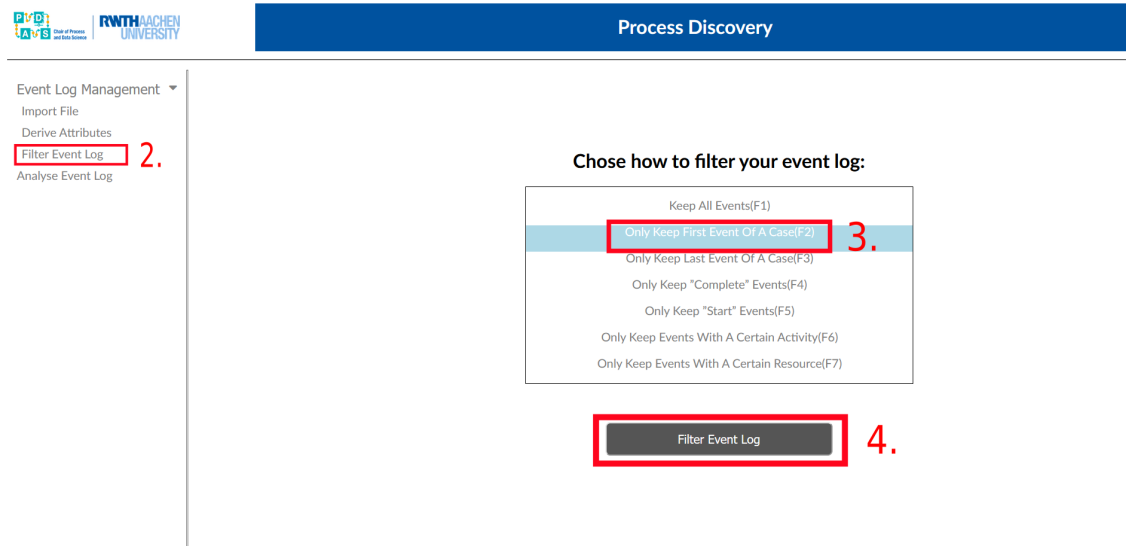 PDAS Chair of Process and Data Science
RWTHAACHEN UNIVERSITY
Process Discovery
Event Log Management
Import File
Derive Attributes
Filter Event Log 2.
Analyse Event Log
Chose how to filter your event log:
Keep All Events(F1)
Only Keep First Event Of A Case(F2) 3.
Only Keep Last Event Of A Case(F3)
Only Keep ”Complete” Events(F4)
Only Keep ”Start” Events(F5)
Only Keep Events With A Certain Activity(F6)
Only Keep Events With A Certain Resource(F7)
Filter Event Log 4.